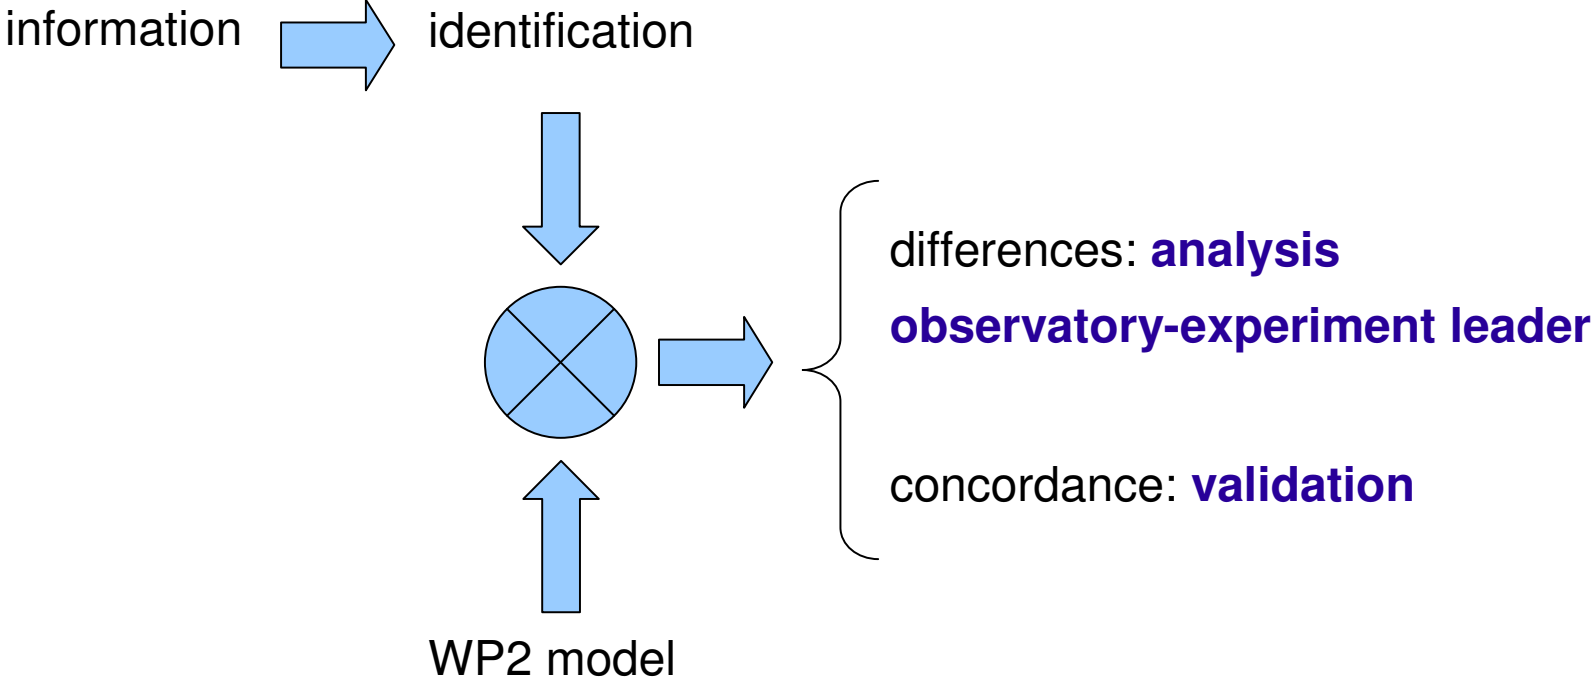 information
identification
differences: analysis
observatory-experiment leader
concordance: validation
WP2 model